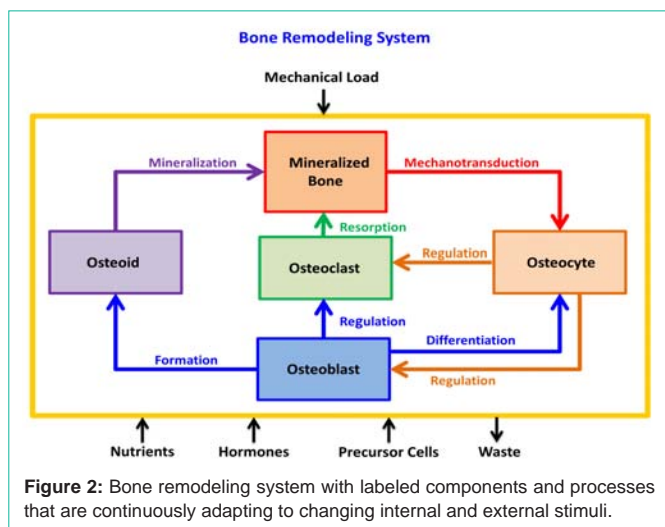 Bone Remodeling System
Mechanical Load
Mineralization
Mineralized
Bone
Mechanotransduction
Resorption
Osteoid
Osteoclast
Regulation
Osteocyte
Regulation
Differentiation
Formation
Osteoblast
Regulation
Nutrients
Hormones
Precursor Cells
Waste
Figure 2: Bone remodeling system with labeled components and processes
that are continuously adapting to changing internal and external stimuli.